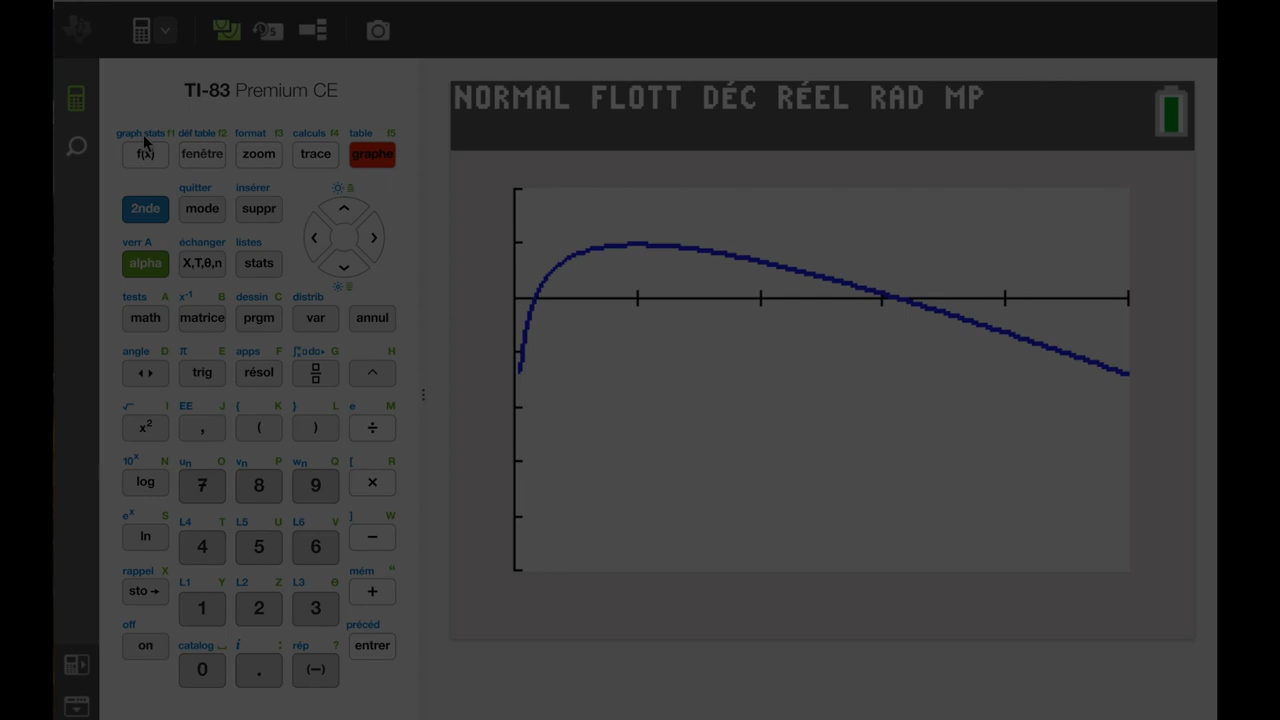 TI-83 Premium CE
NORMAL FLOTT DÉC RÉEL RAD MP
graph stats f1 déf table f2 format f3 calculs f4 table f5
f(x) fenêtre zoom trace graphe
quitter insérer
2nde mode suppr
verr A échanger listes
alpha X,T,θ,n stats
tests A x⁻¹ B dessin C distrib
math matrice prgm var annul
angle D π E apps F G H
trig résol ^
√ I EE J { K } L e M
x² , ( ) ÷
10ˣ N uₙ O vₙ P wₙ Q [ R
log 7 8 9 ×
eˣ S L4 T L5 U L6 V ] W
ln 4 5 6 −
rappel X L1 Y L2 Z L3 θ mém "
sto→ 1 2 3 +
off catalog i : rép ? précéd
on 0 . (−) entrer